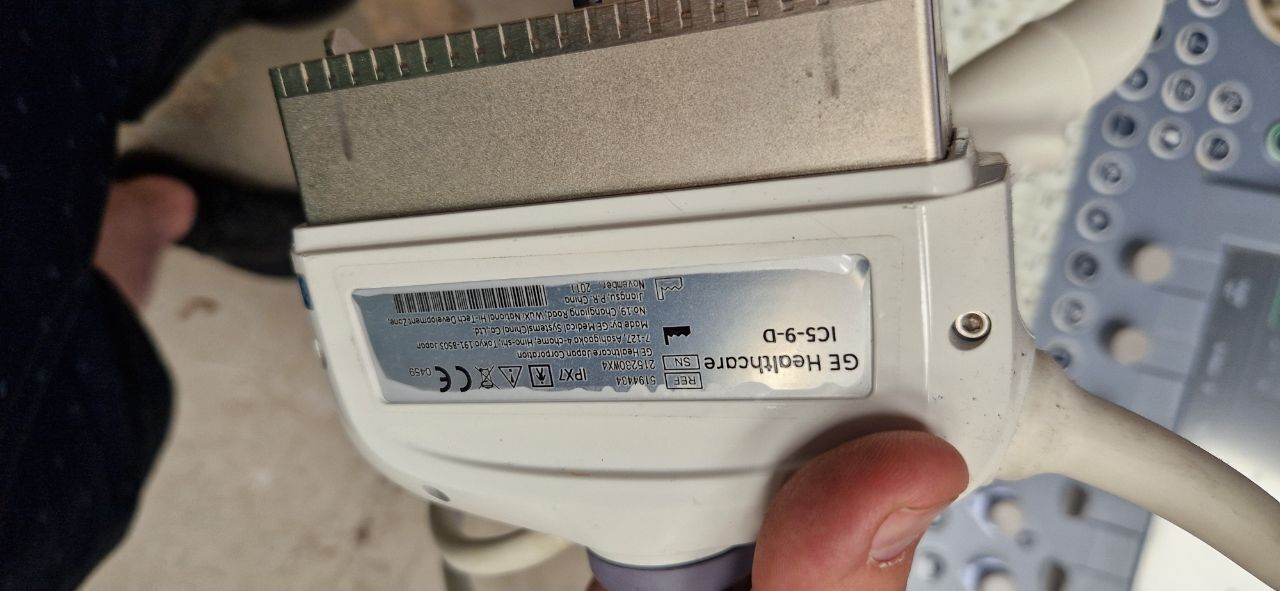 GE Healthcare
IC5-9-D
REF 5194434
SN 215230WX4
IPX7
0459
GE Healthcare Japan Corporation
7-127, Asahigaoka 4-chome, Hino-shi, Tokyo 191-8503 Japan
Made by: GE Medical Systems(China) Co.,Ltd.
No.19, Changjiang Road, WuXi National Hi-Tech Development Zone,
Jiangsu, P.R. China
November, 2011